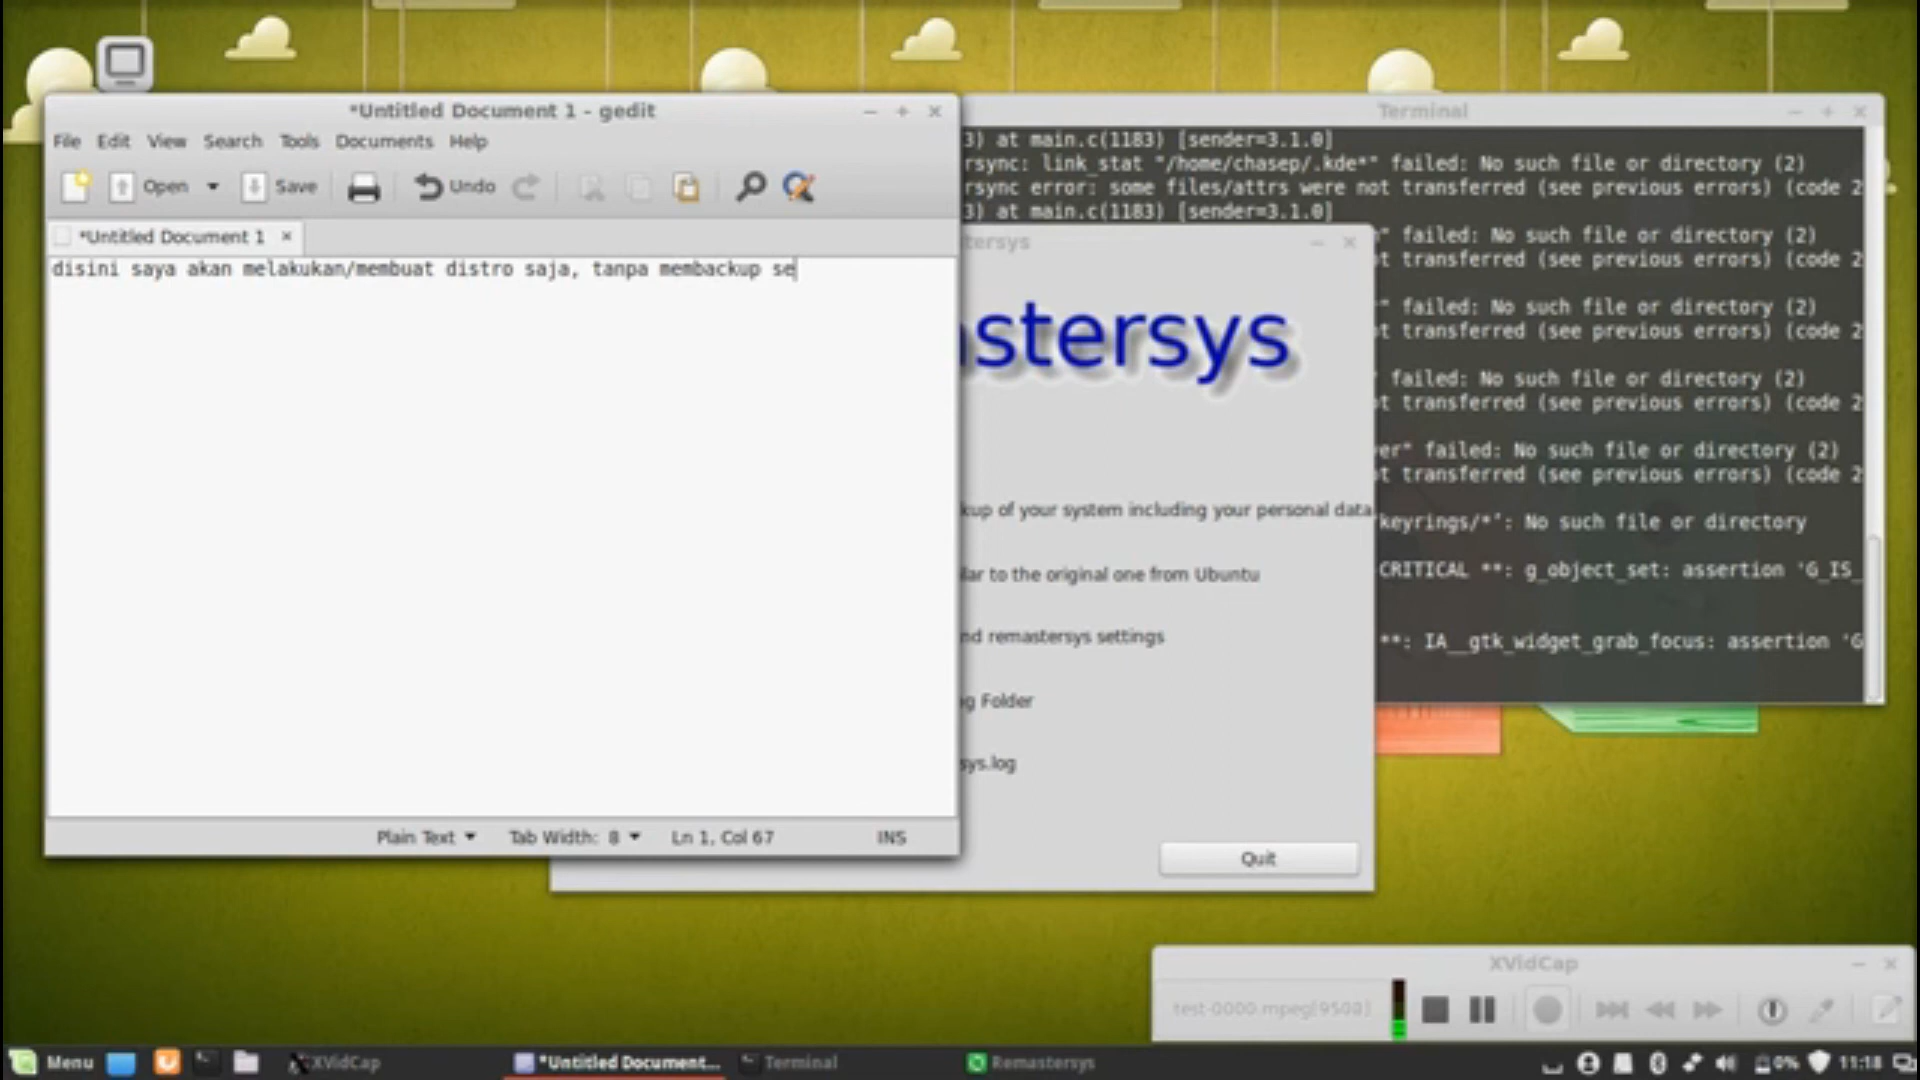 *Untitled Document 1 - gedit
File Edit View Search Tools Documents Help
Open Save Undo
*Untitled Document 1
disini saya akan melakukan/membuat distro saja, tanpa membackup se
Plain Text Tab Width: 8 Ln 1, Col 67 INS
Terminal
3) at main.c(1183) [sender=3.1.0]
rsync: link_stat "/home/chasep/.kde*" failed: No such file or directory (2)
rsync error: some files/attrs were not transferred (see previous errors) (code 2
3) at main.c(1183) [sender=3.1.0]
" failed: No such file or directory (2)
t transferred (see previous errors) (code 2
" failed: No such file or directory (2)
t transferred (see previous errors) (code 2
failed: No such file or directory (2)
t transferred (see previous errors) (code 2
er" failed: No such file or directory (2)
t transferred (see previous errors) (code 2
keyrings/*': No such file or directory
CRITICAL **: g_object_set: assertion 'G_IS_
**: IA__gtk_widget_grab_focus: assertion 'G
tersys
astersys
kup of your system including your personal data
lar to the original one from Ubuntu
nd remastersys settings
g Folder
sys.log
Quit
XVidCap
test-0000.mpeg[9508]
Menu XVidCap *Untitled Document... Terminal Remastersys 0% 11:18